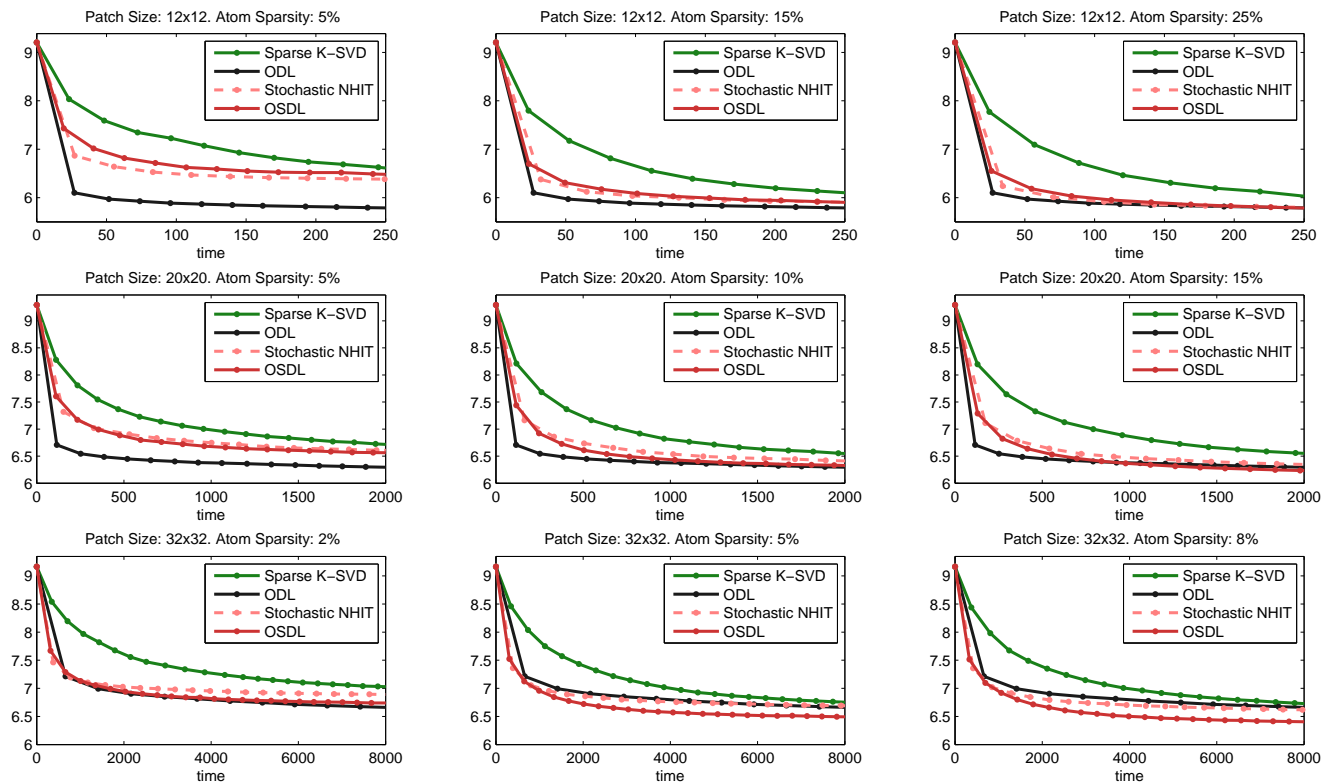 Patch Size: 12x12. Atom Sparsity: 5%
Sparse K−SVD
ODL
Stochastic NHIT
OSDL
9
8
7
6
0 50 100 150 200 250
time
Patch Size: 12x12. Atom Sparsity: 15%
Sparse K−SVD
ODL
Stochastic NHIT
OSDL
9
8
7
6
0 50 100 150 200 250
time
Patch Size: 12x12. Atom Sparsity: 25%
Sparse K−SVD
ODL
Stochastic NHIT
OSDL
9
8
7
6
0 50 100 150 200 250
time
Patch Size: 20x20. Atom Sparsity: 5%
Sparse K−SVD
ODL
Stochastic NHIT
OSDL
9
8.5
8
7.5
7
6.5
6
0 500 1000 1500 2000
time
Patch Size: 20x20. Atom Sparsity: 10%
Sparse K−SVD
ODL
Stochastic NHIT
OSDL
9
8.5
8
7.5
7
6.5
6
0 500 1000 1500 2000
time
Patch Size: 20x20. Atom Sparsity: 15%
Sparse K−SVD
ODL
Stochastic NHIT
OSDL
9
8.5
8
7.5
7
6.5
6
0 500 1000 1500 2000
time
Patch Size: 32x32. Atom Sparsity: 2%
Sparse K−SVD
ODL
Stochastic NHIT
OSDL
9
8.5
8
7.5
7
6.5
6
0 2000 4000 6000 8000
time
Patch Size: 32x32. Atom Sparsity: 5%
Sparse K−SVD
ODL
Stochastic NHIT
OSDL
9
8.5
8
7.5
7
6.5
6
0 2000 4000 6000 8000
time
Patch Size: 32x32. Atom Sparsity: 8%
Sparse K−SVD
ODL
Stochastic NHIT
OSDL
9
8.5
8
7.5
7
6.5
6
0 2000 4000 6000 8000
time